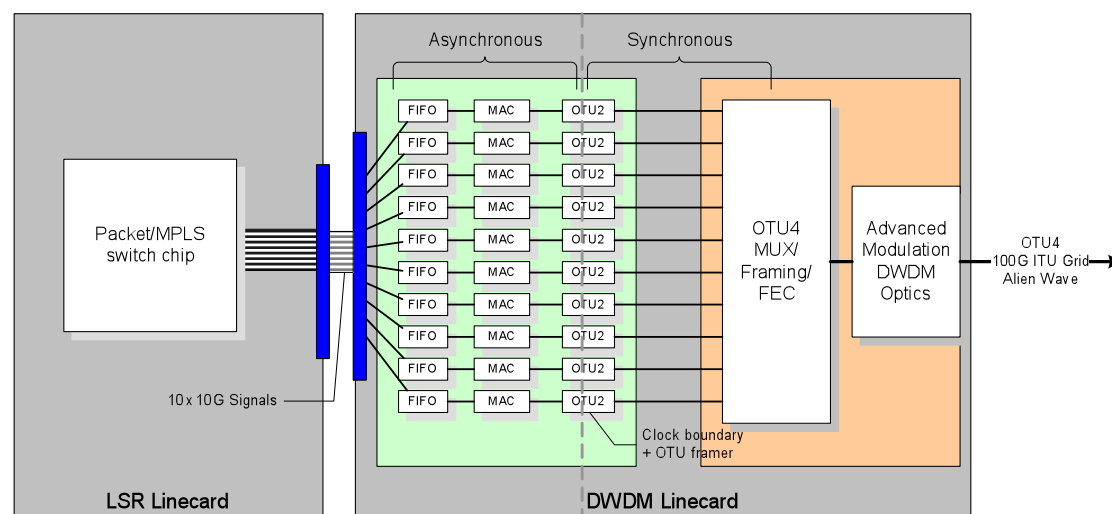 Asynchronous
Synchronous
FIFO MAC OTU2
FIFO MAC OTU2
FIFO MAC OTU2
FIFO MAC OTU2
FIFO MAC OTU2
FIFO MAC OTU2
FIFO MAC OTU2
FIFO MAC OTU2
FIFO MAC OTU2
FIFO MAC OTU2
Packet/MPLS
switch chip
OTU4
MUX/
Framing/
FEC
Advanced
Modulation
DWDM
Optics
OTU4
100G ITU Grid
Alien Wave
10x 10G Signals
Clock boundary
+ OTU framer
LSR Linecard
DWDM Linecard